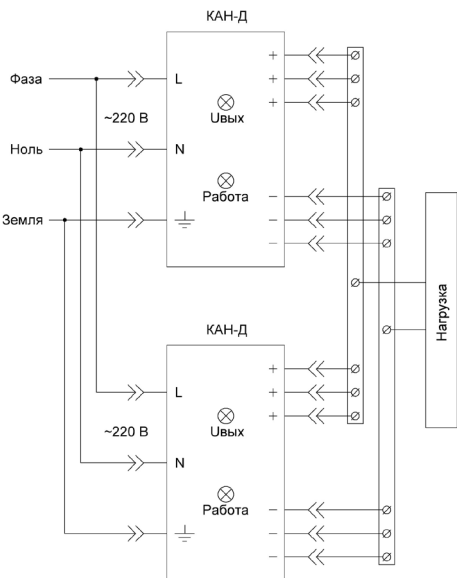 КАН-Д
Фаза
L
+
+
+
~220 В
Uвых
Ноль
N
Работа
Земля
−
−
−
Нагрузка
КАН-Д
L
+
+
+
~220 В
Uвых
N
Работа
−
−
−